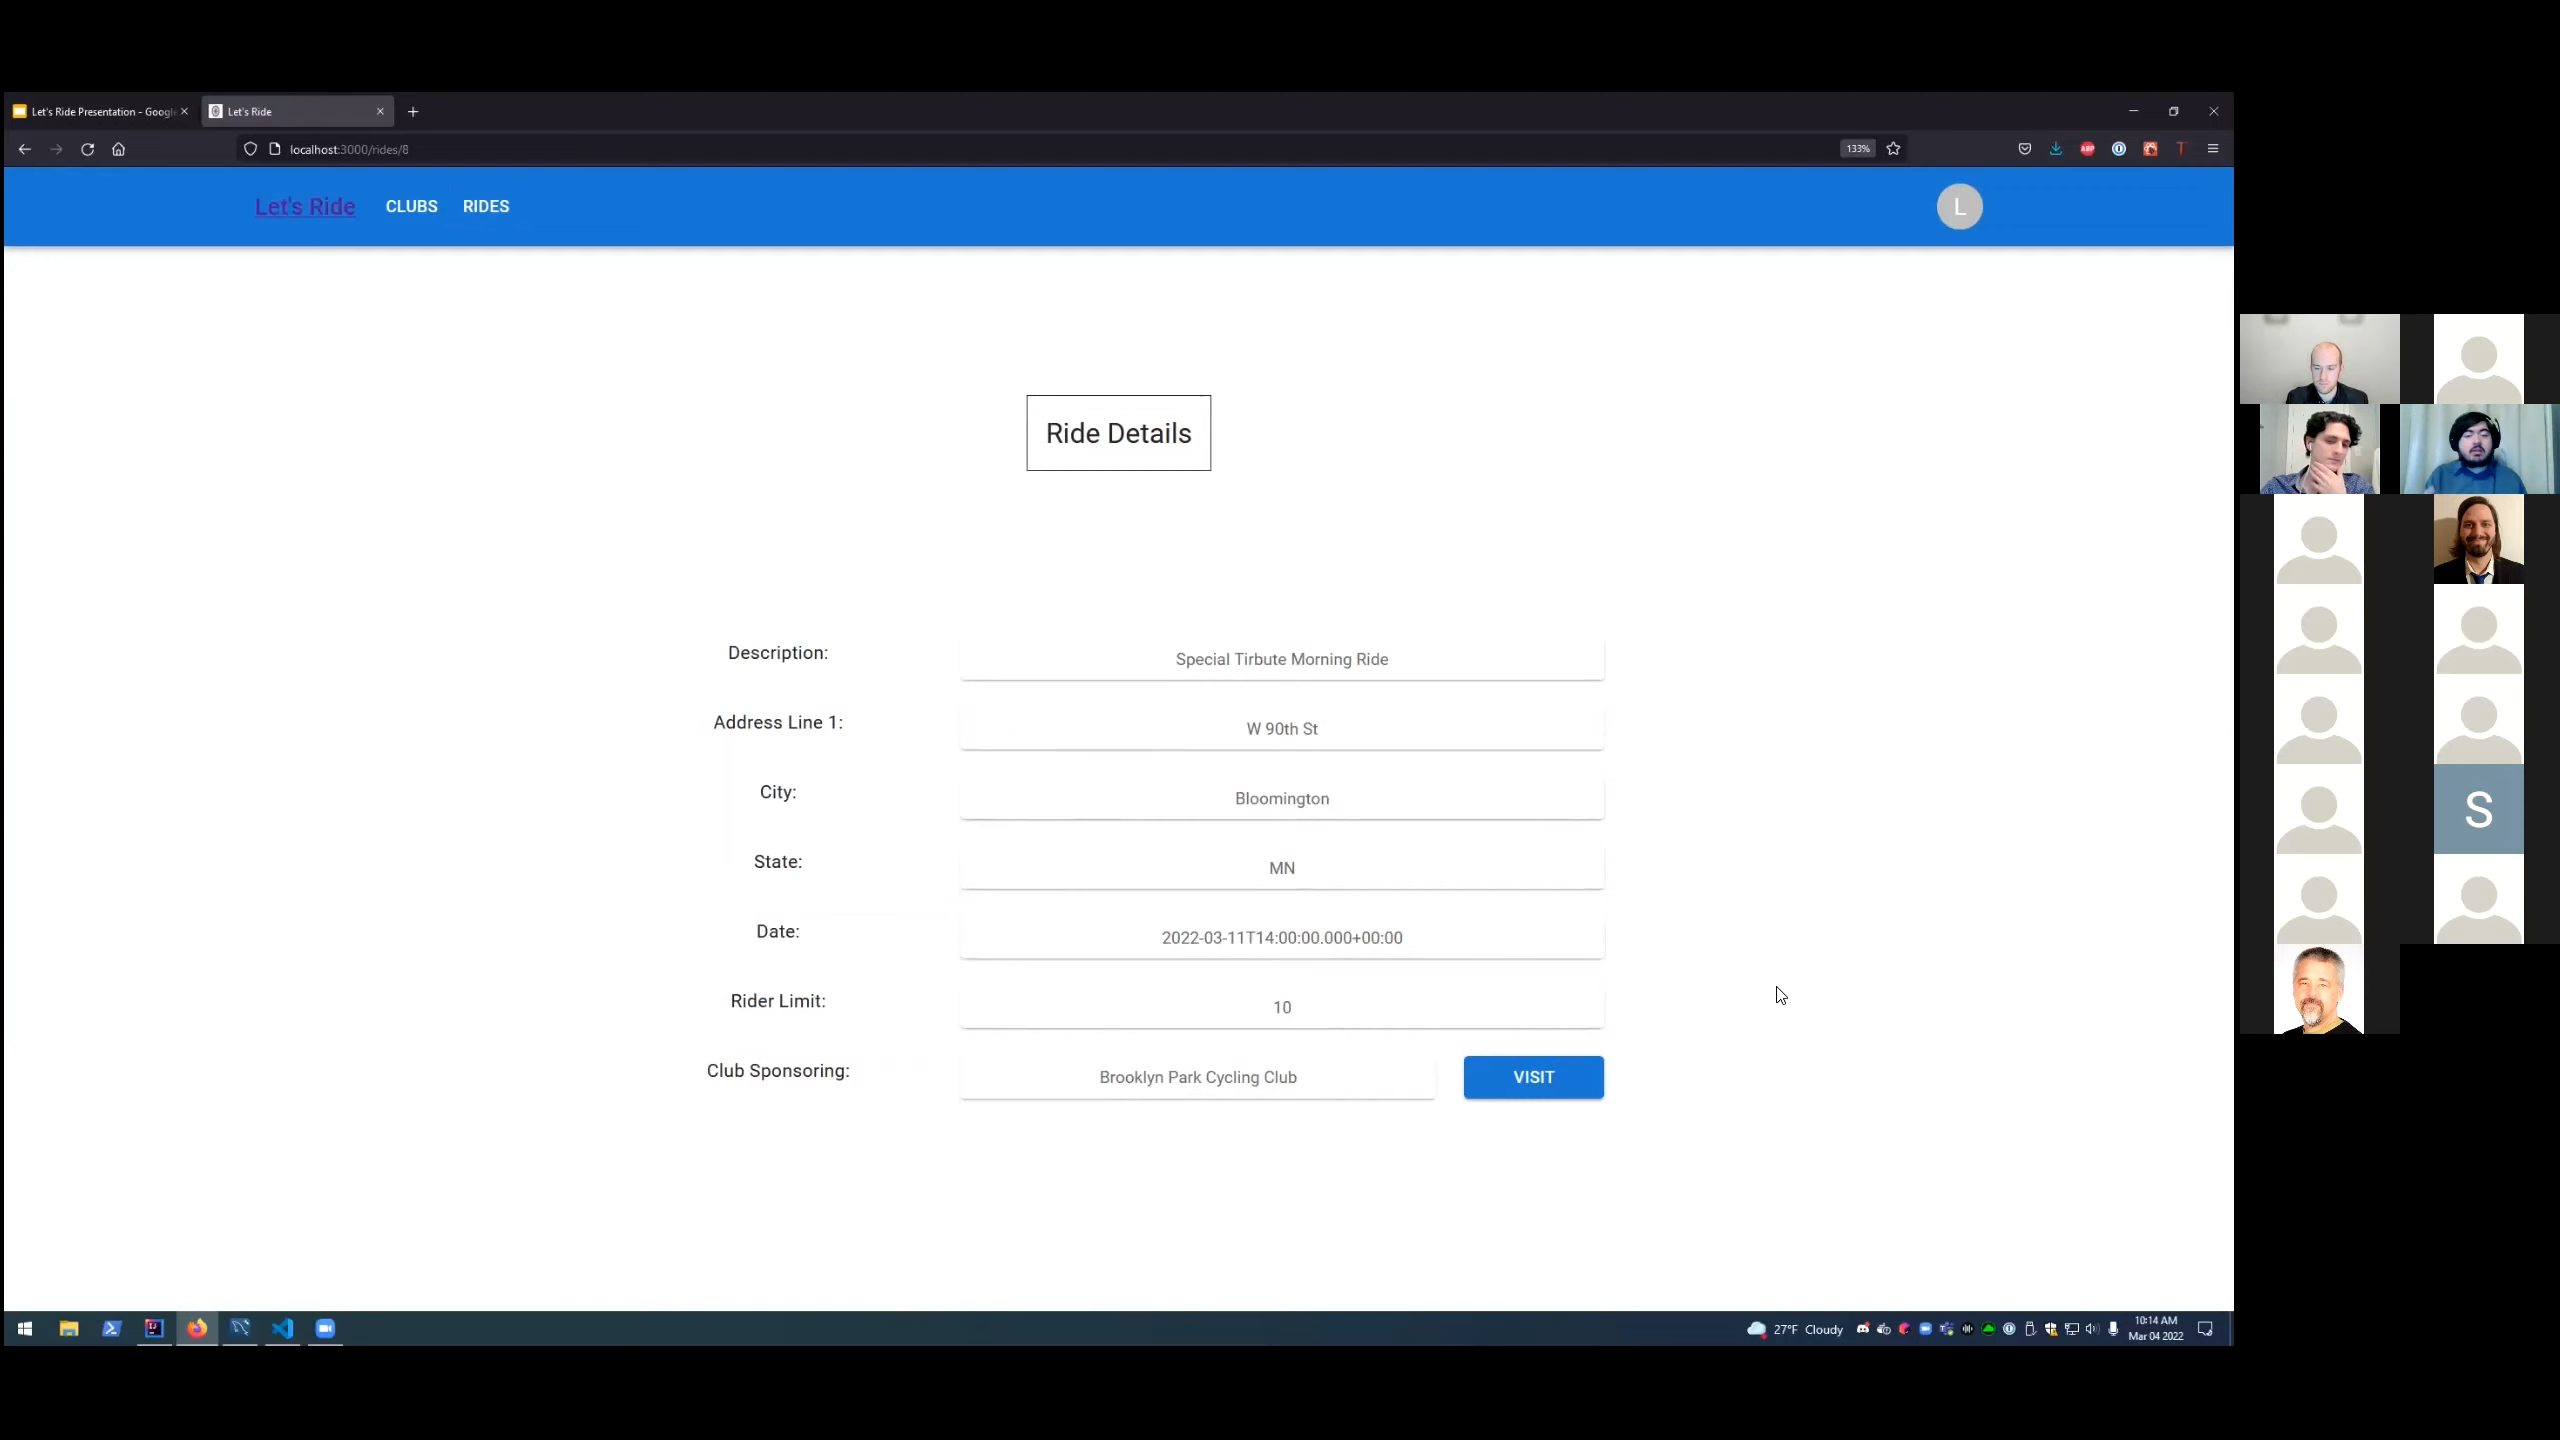 Let's Ride Presentation - Googl
Let's Ride
localhost:3000/rides/8
133%
ABP
T
Let's Ride
CLUBS
RIDES
L
Ride Details
Description:
Special Tirbute Morning Ride
Address Line 1:
W 90th St
City:
Bloomington
State:
MN
Date:
2022-03-11T14:00:00.000+00:00
Rider Limit:
10
Club Sponsoring:
Brooklyn Park Cycling Club
VISIT
S
27°F Cloudy
10:14 AM
Mar 04 2022